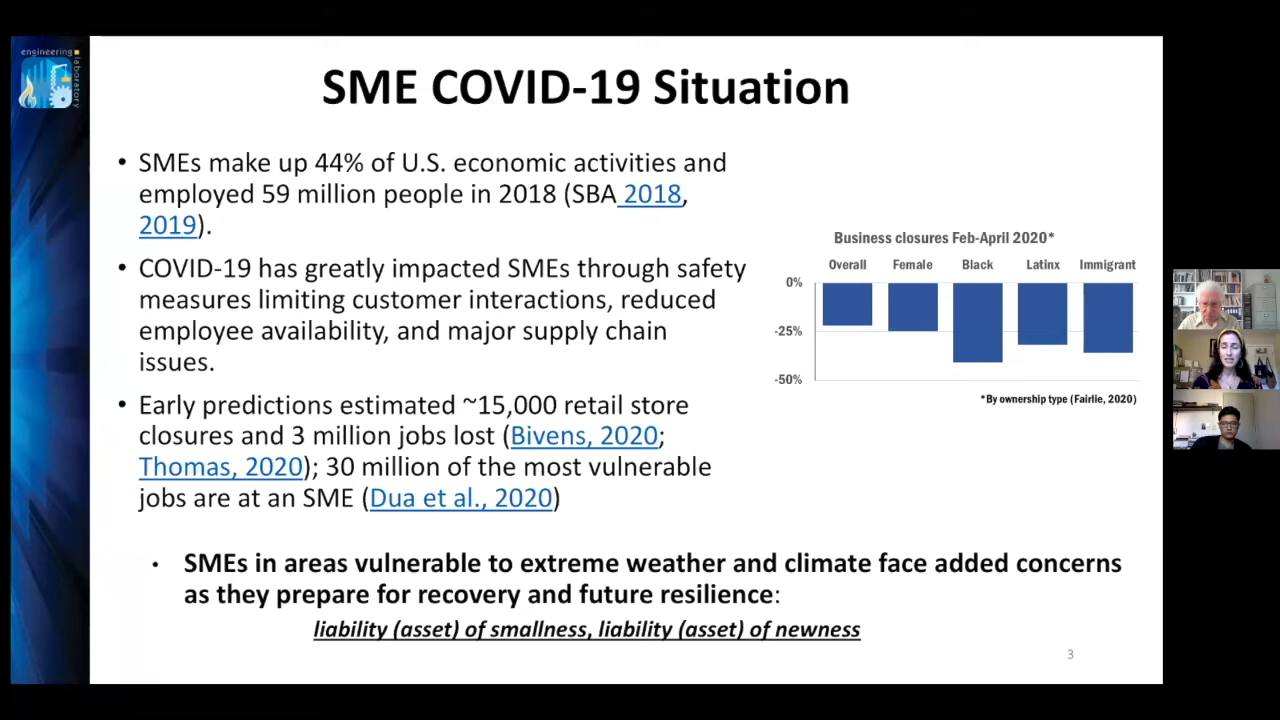 engineering
laboratory
SME COVID-19 Situation
• SMEs make up 44% of U.S. economic activities and
employed 59 million people in 2018 (SBA 2018,
2019).
• COVID-19 has greatly impacted SMEs through safety
measures limiting customer interactions, reduced
employee availability, and major supply chain
issues.
• Early predictions estimated ~15,000 retail store
closures and 3 million jobs lost (Bivens, 2020;
Thomas, 2020); 30 million of the most vulnerable
jobs are at an SME (Dua et al., 2020)
Business closures Feb-April 2020*
Overall Female Black Latinx Immigrant
0%
-25%
-50%
*By ownership type (Fairlie, 2020)
• SMEs in areas vulnerable to extreme weather and climate face added concerns
as they prepare for recovery and future resilience:
liability (asset) of smallness, liability (asset) of newness
3